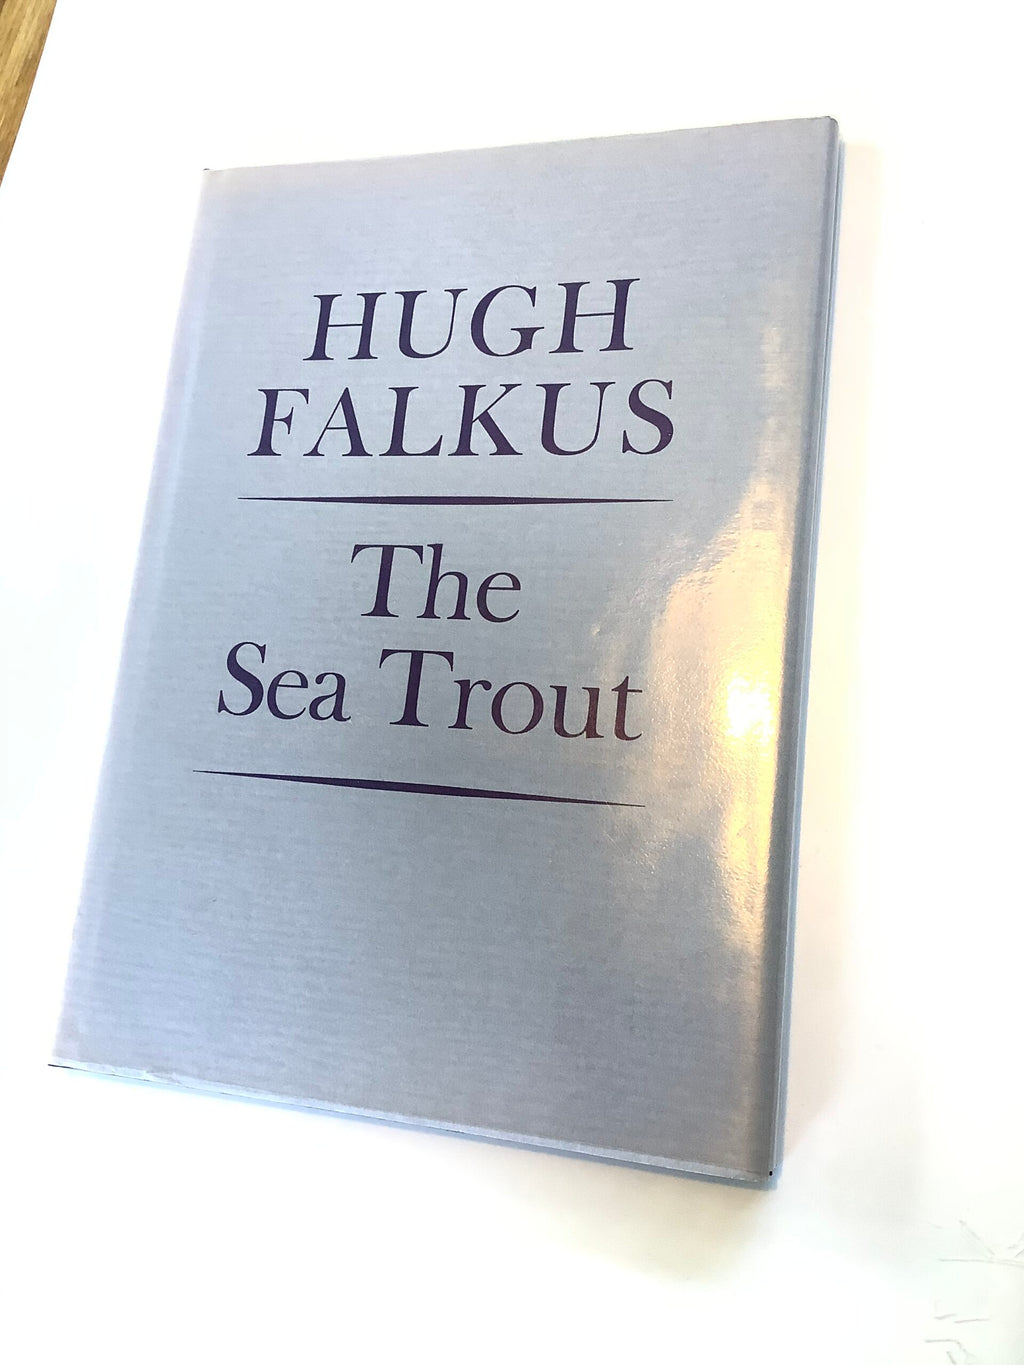 HUGH
FALKUS
The
Sea Trout